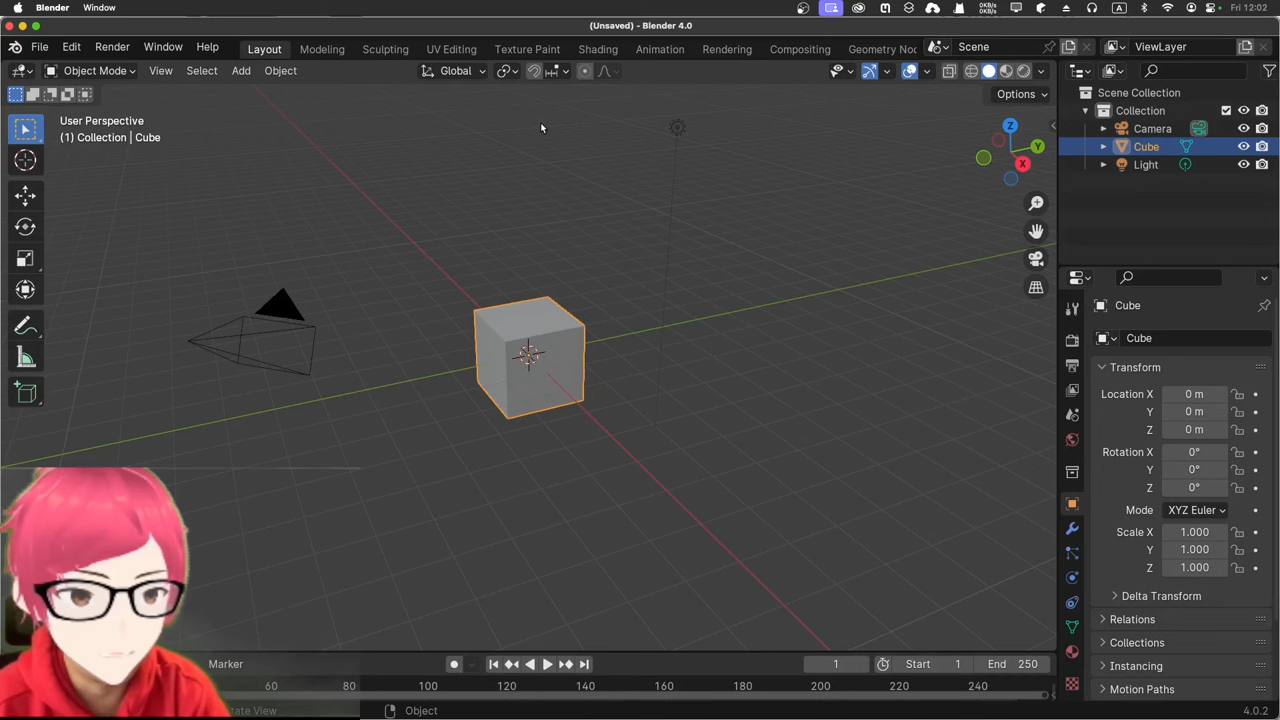 Blender Window
0KB/s
0KB/s
A
Fri 12:02
(Unsaved) - Blender 4.0
File Edit Render Window Help
Layout Modeling Sculpting UV Editing Texture Paint Shading Animation Rendering Compositing Geometry Noc
Scene
ViewLayer
Object Mode
View Select Add Object
Global
Options
User Perspective
(1) Collection | Cube
Z
Y
X
Scene Collection
Collection
Camera
Cube
Light
Cube
Cube
Transform
Location X 0 m
Y 0 m
Z 0 m
Rotation X 0°
Y 0°
Z 0°
Mode XYZ Euler
Scale X 1.000
Y 1.000
Z 1.000
Delta Transform
Relations
Collections
Instancing
Motion Paths
Marker
1
Start 1
End 250
60 80 100 120 140 160 180 200 220 240
tate View
Object
4.0.2